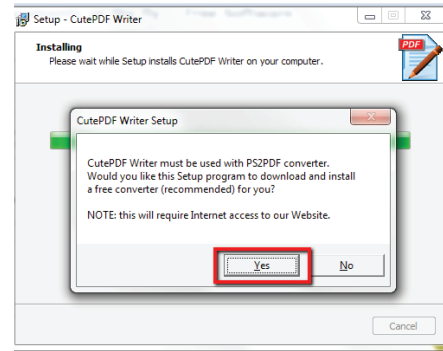 Setup - CutePDF Writer
Installing
Please wait while Setup installs CutePDF Writer on your computer.
PDF
CutePDF Writer Setup
CutePDF Writer must be used with PS2PDF converter.
Would you like this Setup program to download and install
a free converter (recommended) for you?
NOTE: this will require Internet access to our Website.
Yes
No
Cancel